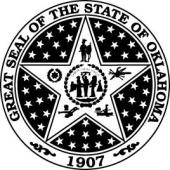 GREAT SEAL OF THE STATE OF OKLAHOMA
1907